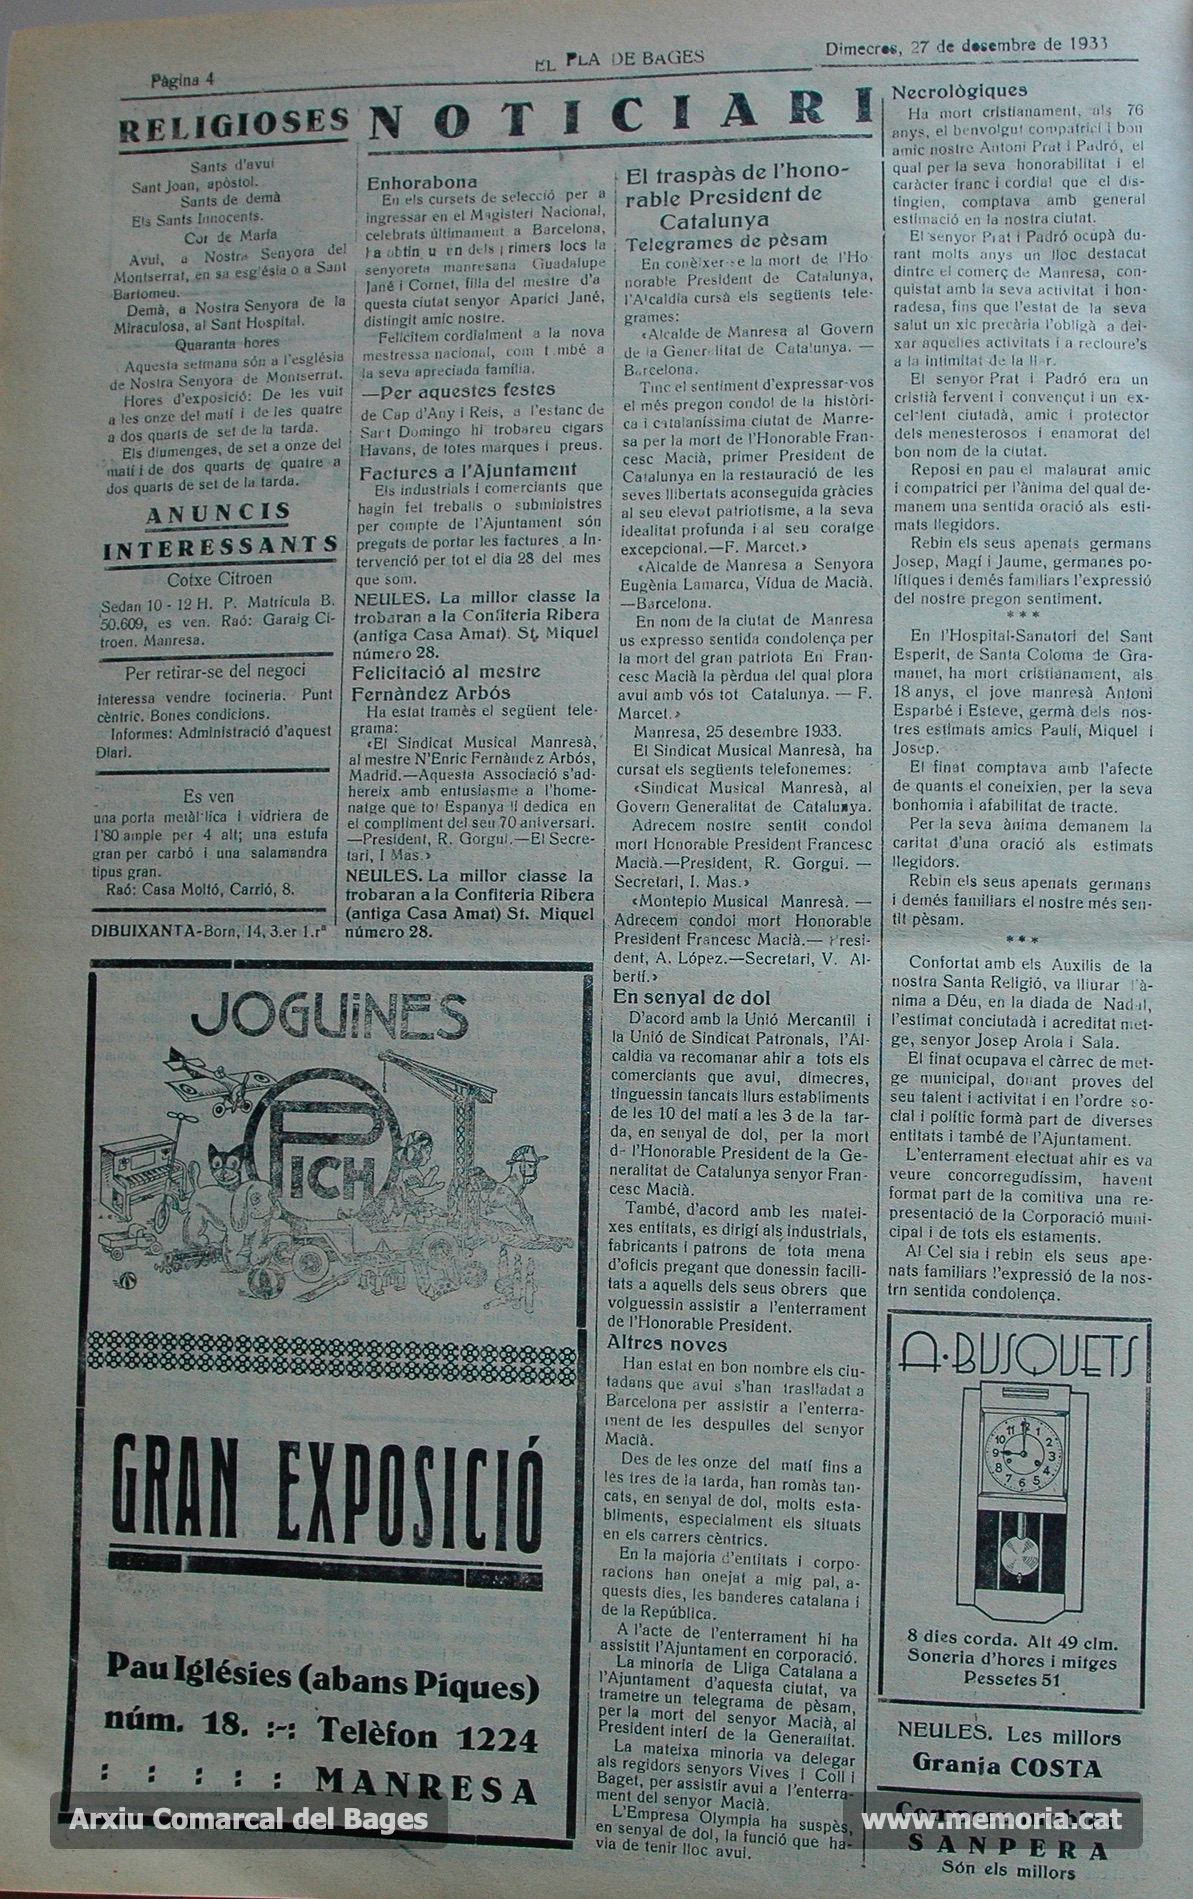 Pàgina 4
EL PLA DE BAGES
Dimecres, 27 de desembre de 1933
RELIGIOSES
Sants d'avui
Sant Joan, apòstol.
Sants de demà
Els Sants Innocents.
Cor de Maria
Avui, a Nostra Senyora del
Montserrat, en sa església o a Sant
Bartomeu.
Demà, a Nostra Senyora de la
Miraculosa, al Sant Hospital.
Quaranta hores
Aquesta setmana són a l'església
de Nostra Senyora de Montserrat.
Hores d'exposició: De les vuit
a les onze del matí i de les quatre
a dos quarts de set de la tarda.
Els diumenges, de set a onze del
matí i de dos quarts de quatre a
dos quarts de set de la tarda.
ANUNCIS
INTERESSANTS
Cotxe Citroen
Sedan 10 - 12 H. P. Matrícula B.
50.609, es ven. Raó: Garaig Ci-
troen. Manresa.
Per retirar-se del negoci
interessa vendre tocineria. Punt
cèntric. Bones condicions.
Informes: Administració d'aquest
Diari.
Es ven
una porta metàl·lica i vidriera de
1'80 ample per 4 alt; una estufa
gran per carbó i una salamandra
tipus gran.
Raó: Casa Moltó, Carrió, 8.
DIBUIXANTA-Born, 14, 3.er 1.rª
NOTICIARI
Enhorabona
En els cursets de selecció per a
ingressar en el Magisteri Nacional,
celebrats últimament a Barcelona,
ha obtin u un dels primers locs la
senyoreta manresana Guadalupe
Jané i Cornet, filla del mestre d'a
questa ciutat senyor Aparici Jané,
distingit amic nostre.
Felicitem cordialment a la nova
mestressa nacional, com t mbé a
la seva apreciada família.
—Per aquestes festes
de Cap d'Any i Reis, a l'estanc de
Sant Domingo hi trobareu cigars
Havans, de totes marques i preus.
Factures a l'Ajuntament
Els industrials i comerciants que
hagin fet treballs o subministres
per compte de l'Ajuntament són
pregats de portar les factures a In-
tervenció per tot el dia 28 del mes
que som.
NEULES. La millor classe la
trobaran a la Confiteria Ribera
(antiga Casa Amat). St. Miquel
número 28.
Felicitació al mestre
Fernàndez Arbós
Ha estat tramès el següent tele-
grama:
«El Sindicat Musical Manresà,
al mestre N'Enric Fernàndez Arbós,
Madrid.—Aquesta Associació s'ad-
hereix amb entusiasme a l'home-
natge que tot Espanya li dedica en
el compliment del seu 70 aniversari.
—President, R. Gorgui.—El Secre-
tari, I Mas.»
NEULES. La millor classe la
trobaran a la Confiteria Ribera
(antiga Casa Amat) St. Miquel
número 28.
El traspàs de l'hono-
rable President de
Catalunya
Telegrames de pèsam
En conèixer-se la mort de l'Ho-
norable President de Catalunya,
l'Alcaldia cursà els següents tele-
grames:
«Alcalde de Manresa al Govern
de la Generalitat de Catalunya. —
Barcelona.
Tinc el sentiment d'expressar-vos
el més pregon condol de la històri-
ca i catalaníssima ciutat de Manre-
sa per la mort de l'Honorable Fran-
cesc Macià, primer President de
Catalunya en la restauració de les
seves llibertats aconseguida gràcies
al seu elevat patriotisme, a la seva
idealitat profunda i al seu coratge
excepcional.—F. Marcet.»
«Alcalde de Manresa a Senyora
Eugènia Lamarca, Vídua de Macià.
—Barcelona.
En nom de la ciutat de Manresa
us expresso sentida condolença per
la mort del gran patriota En Fran-
cesc Macià la pèrdua del qual plora
avui amb vós tot Catalunya. — F.
Marcet.»
Manresa, 25 desembre 1933.
El Sindicat Musical Manresà, ha
cursat els següents telefonemes:
«Sindicat Musical Manresà, al
Govern Generalitat de Catalunya.
Adrecem nostre sentit condol
mort Honorable President Francesc
Macià.—President, R. Gorgui. —
Secretari, I. Mas.»
«Montepio Musical Manresà. —
Adrecem condol mort Honorable
President Francesc Macià.— Presi-
dent, A. López.—Secretari, V. Al-
bertí.»
En senyal de dol
D'acord amb la Unió Mercantil i
la Unió de Sindicat Patronals, l'Al-
caldia va recomanar ahir a tots els
comerciants que avui, dimecres,
tinguessin tancats llurs establiments
de les 10 del matí a les 3 de la tar-
da, en senyal de dol, per la mort
de l'Honorable President de la Ge-
neralitat de Catalunya senyor Fran-
cesc Macià.
També, d'acord amb les matei-
xes entitats, es dirigí als industrials,
fabricants i patrons de tota mena
d'oficis pregant que donessin facili-
tats a aquells dels seus obrers que
volguessin assistir a l'enterrament
de l'Honorable President.
Altres noves
Han estat en bon nombre els ciu-
tadans que avui s'han traslladat a
Barcelona per assistir a l'enterra-
ment de les despulles del senyor
Macià.
Des de les onze del matí fins a
les tres de la tarda, han romàs tan-
cats, en senyal de dol, molts esta-
bliments, especialment els situats
en els carrers cèntrics.
En la majoria d'entitats i corpo-
racions han onejat a mig pal, a-
quests dies, les banderes catalana i
de la República.
A l'acte de l'enterrament hi ha
assistit l'Ajuntament en corporació.
La minoria de Lliga Catalana a
l'Ajuntament d'aquesta ciutat, va
trametre un telegrama de pèsam,
per la mort del senyor Macià, al
President interí de la Generalitat.
La mateixa minoria va delegar
als regidors senyors Vives i Coll i
Baget, per assistir avui a l'enterra-
ment del senyor Macià.
L'Empresa Olympia ha suspès,
en senyal de dol, la funció que ha-
via de tenir lloc avui.
Necrològiques
Ha mort cristianament, als 76
anys, el benvolgut compatrici i bon
amic nostre Antoni Prat i Padró, el
qual per la seva honorabilitat i el
caràcter franc i cordial que el dis-
tingien, comptava amb general
estimació en la nostra ciutat.
El senyor Prat i Padró ocupà du-
rant molts anys un lloc destacat
dintre el comerç de Manresa, con-
quistat amb la seva activitat i hon-
radesa, fins que l'estat de la seva
salut un xic precària l'obligà a dei-
xar aquelles activitats i a recloure's
a la intimitat de la llar.
El senyor Prat i Padró era un
cristià fervent i convençut i un ex-
cel·lent ciutadà, amic i protector
dels menesterosos i enamorat del
bon nom de la ciutat.
Reposi en pau el malaurat amic
i compatrici per l'ànima del qual de-
manem una sentida oració als esti-
mats llegidors.
Rebin els seus apenats germans
Josep, Magí i Jaume, germanes po-
lítiques i demés familiars l'expressió
del nostre pregon sentiment.
* * *
En l'Hospital-Sanatori del Sant
Esperit, de Santa Coloma de Gra-
manet, ha mort cristianament, als
18 anys, el jove manresà Antoni
Esparbé i Esteve, germà dels nos-
tres estimats amics Paulí, Miquel i
Josep.
El finat comptava amb l'afecte
de quants el coneixien, per la seva
bonhomia i afabilitat de tracte.
Per la seva ànima demanem la
caritat d'una oració als estimats
llegidors.
Rebin els seus apenats germans
i demés familiars el nostre més sen-
tit pèsam.
* * *
Confortat amb els Auxilis de la
nostra Santa Religió, va lliurar l'à-
nima a Déu, en la diada de Nadal,
l'estimat conciutadà i acreditat met-
ge, senyor Josep Arola i Sala.
El finat ocupava el càrrec de met-
ge municipal, donant proves del
seu talent i activitat i en l'ordre so-
cial i polític formà part de diverses
entitats i també de l'Ajuntament.
L'enterrament efectuat ahir es va
veure concorregudíssim, havent
format part de la comitiva una re-
presentació de la Corporació muni-
cipal i de tots els estaments.
Al Cel sia i rebin els seus ape-
nats familiars l'expressió de la nos-
trn sentida condolença.
JOGUiNES
PICH
GRAN EXPOSICIÓ
Pau Iglésies (abans Piques)
núm. 18. :-: Telèfon 1224
: : : : : MANRESA
A·BUSQUETS
12 1 2 3 4 5 6 7 8 9 10 11
8 dies corda. Alt 49 clm.
Soneria d'hores i mitges
Pessetes 51
NEULES. Les millors
Granja COSTA
SANPERA
Són els millors
Arxiu Comarcal del Bages
www.memoria.cat